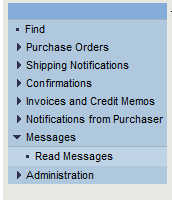 Find
Purchase Orders
Shipping Notifications
Confirmations
Invoices and Credit Memos
Notifications from Purchaser
Messages
Read Messages
Administration